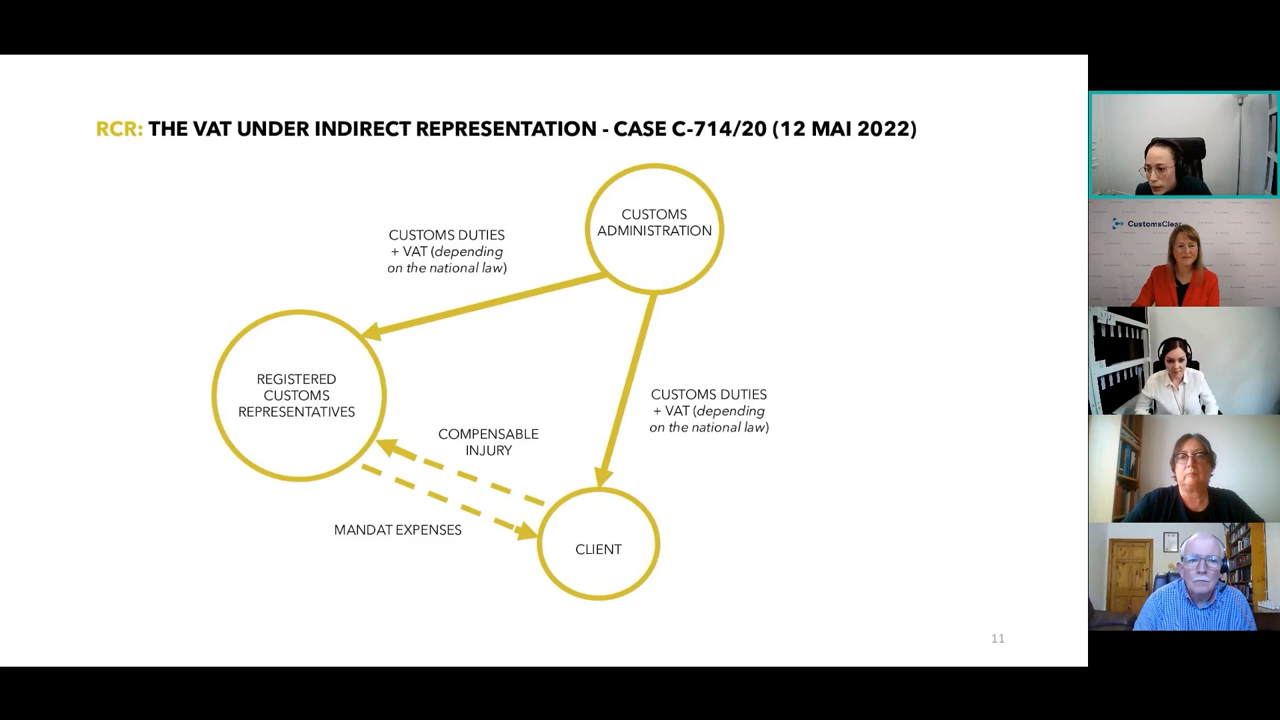 RCR: THE VAT UNDER INDIRECT REPRESENTATION - CASE C-714/20 (12 MAI 2022)
CUSTOMS
ADMINISTRATION
CUSTOMS DUTIES
+ VAT (depending
on the national law)
REGISTERED
CUSTOMS
REPRESENTATIVES
CUSTOMS DUTIES
+ VAT (depending
on the national law)
COMPENSABLE
INJURY
MANDAT EXPENSES
CLIENT
11
CustomsClear